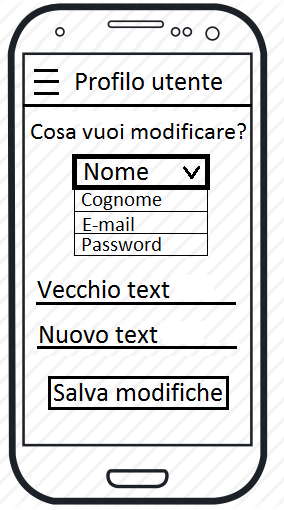 Profilo utente
Cosa vuoi modificare?
Nome
Cognome
E-mail
Password
Vecchio text
Nuovo text
Salva modifiche